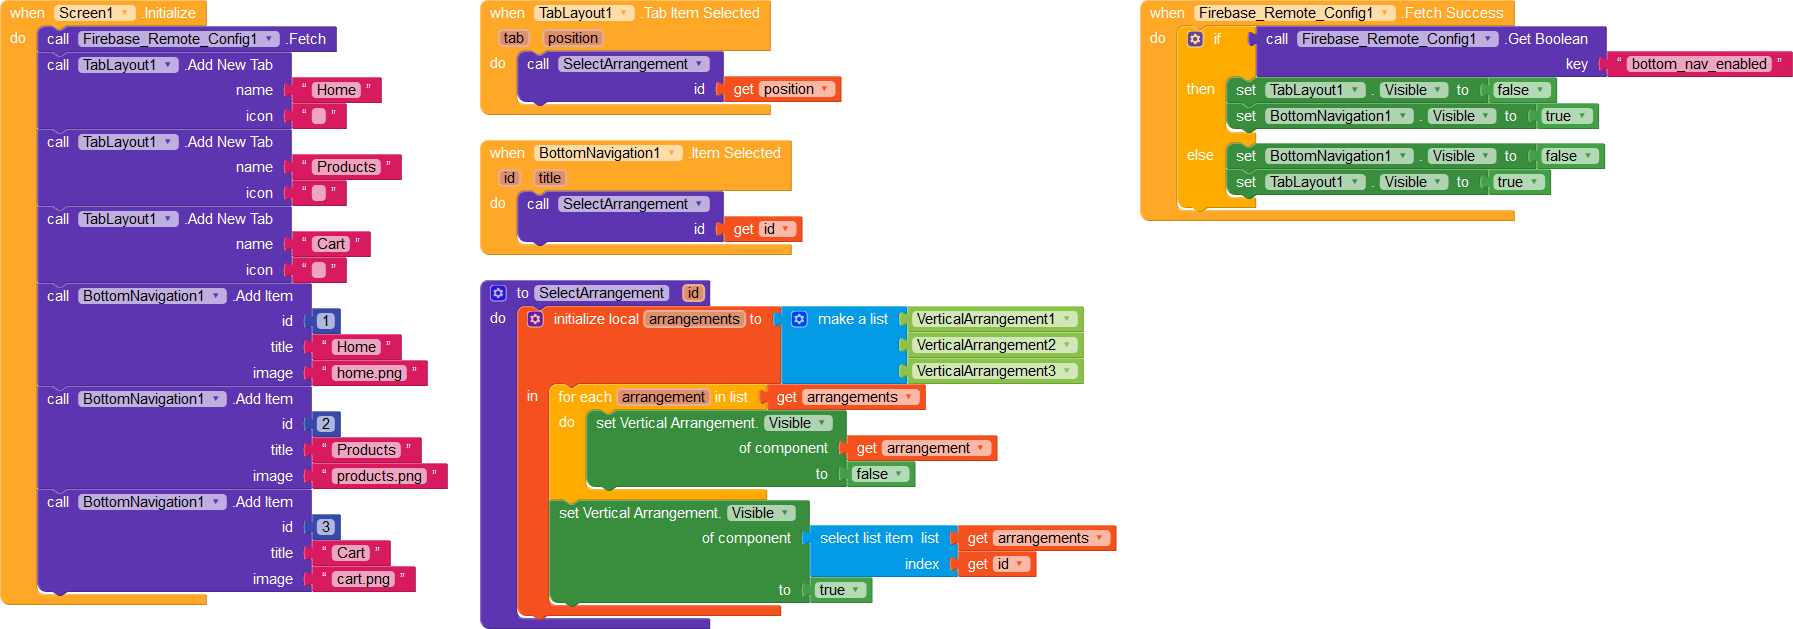 when Screen1 .Initialize
do call Firebase_Remote_Config1 .Fetch
call TabLayout1 .Add New Tab
name “ Home ”
icon “ ”
call TabLayout1 .Add New Tab
name “ Products ”
icon “ ”
call TabLayout1 .Add New Tab
name “ Cart ”
icon “ ”
call BottomNavigation1 .Add Item
id 1
title “ Home ”
image “ home.png ”
call BottomNavigation1 .Add Item
id 2
title “ Products ”
image “ products.png ”
call BottomNavigation1 .Add Item
id 3
title “ Cart ”
image “ cart.png ”
when TabLayout1 .Tab Item Selected
tab position
do call SelectArrangement
id get position
when BottomNavigation1 .Item Selected
id title
do call SelectArrangement
id get id
to SelectArrangement id
do initialize local arrangements to make a list VerticalArrangement1
VerticalArrangement2
VerticalArrangement3
in for each arrangement in list get arrangements
do set Vertical Arrangement. Visible
of component get arrangement
to false
set Vertical Arrangement. Visible
of component select list item list get arrangements
index get id
to true
when Firebase_Remote_Config1 .Fetch Success
do if call Firebase_Remote_Config1 .Get Boolean
key “ bottom_nav_enabled ”
then set TabLayout1 . Visible to false
set BottomNavigation1 . Visible to true
else set BottomNavigation1 . Visible to false
set TabLayout1 . Visible to true